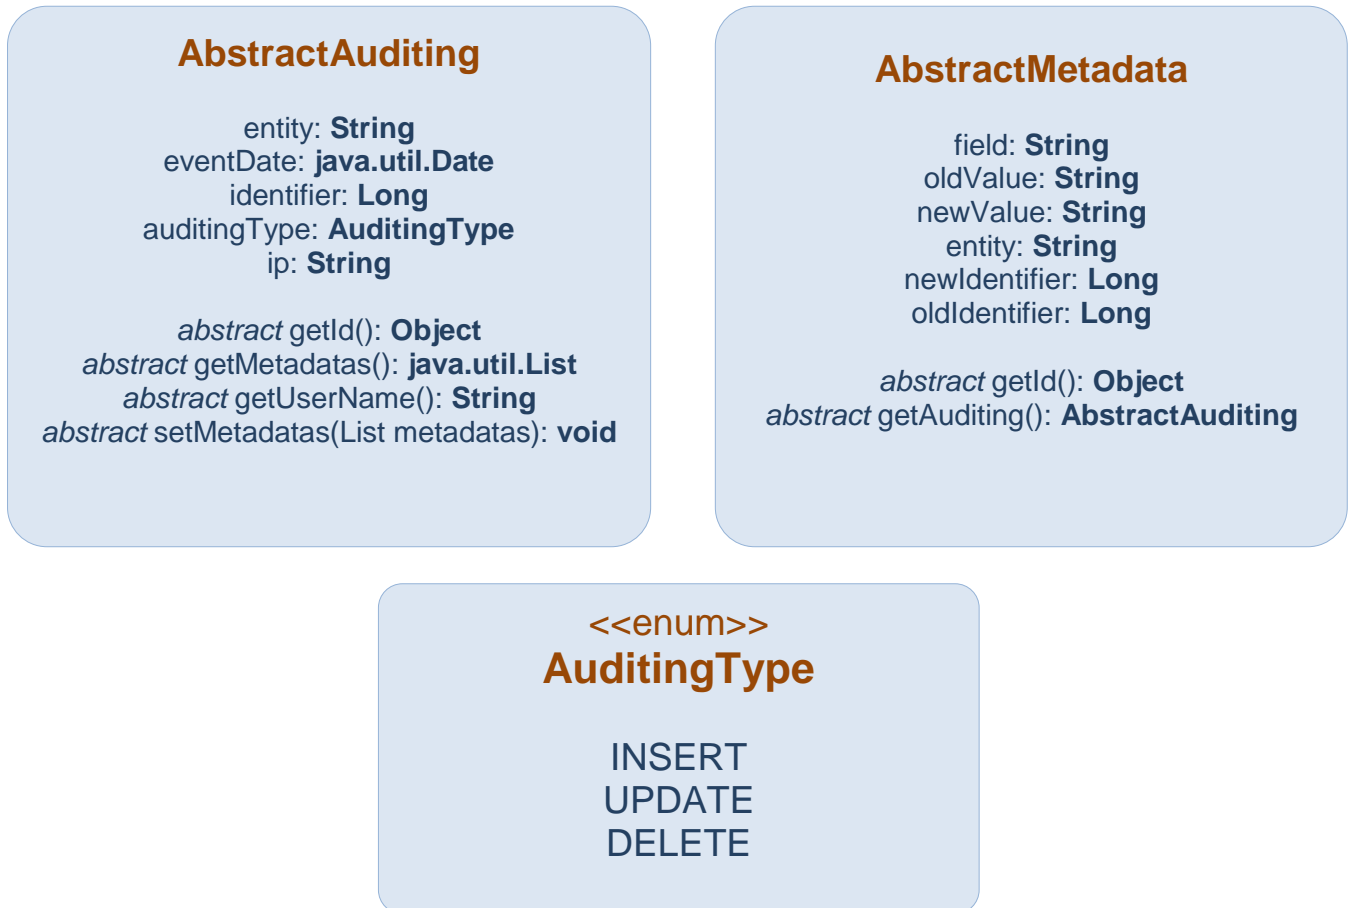 AbstractAuditing
entity: String
eventDate: java.util.Date
identifier: Long
auditingType: AuditingType
ip: String
abstract getId(): Object
abstract getMetadatas(): java.util.List
abstract getUserName(): String
abstract setMetadatas(List metadatas): void
AbstractMetadata
field: String
oldValue: String
newValue: String
entity: String
newIdentifier: Long
oldIdentifier: Long
abstract getId(): Object
abstract getAuditing(): AbstractAuditing
<<enum>>
AuditingType
INSERT
UPDATE
DELETE